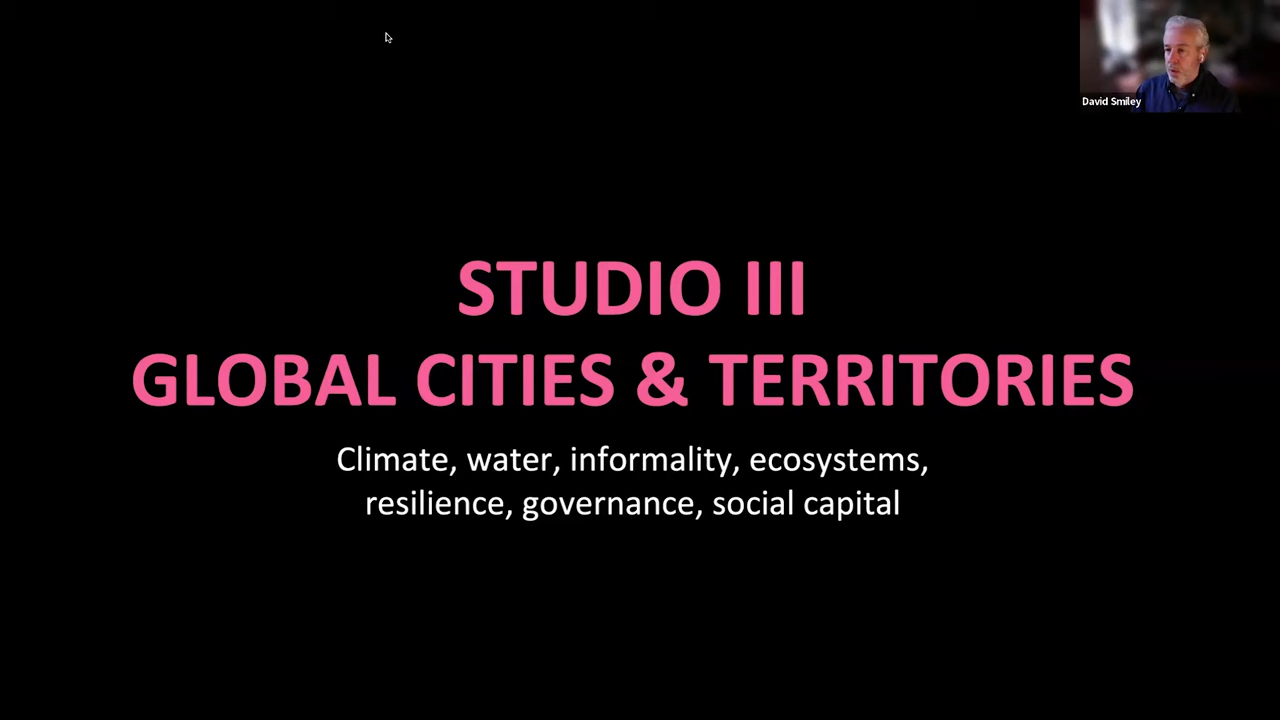 David Smiley
STUDIO III
GLOBAL CITIES & TERRITORIES
Climate, water, informality, ecosystems,
resilience, governance, social capital